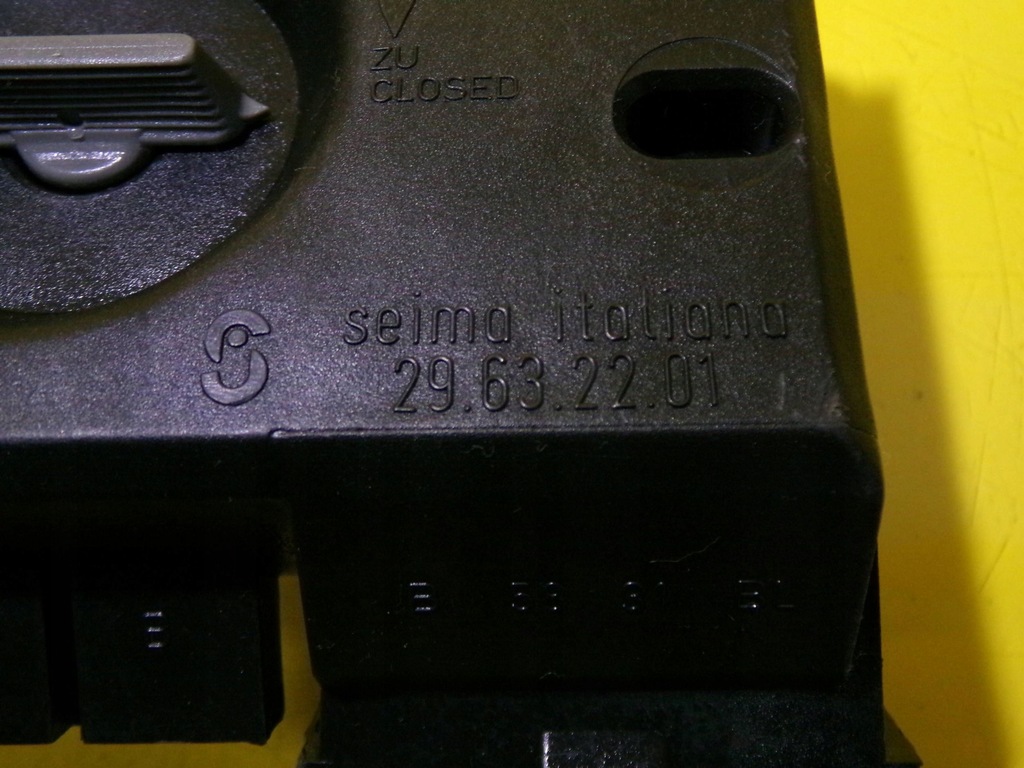 ZU
CLOSED
seima italiana
29.63.22.01